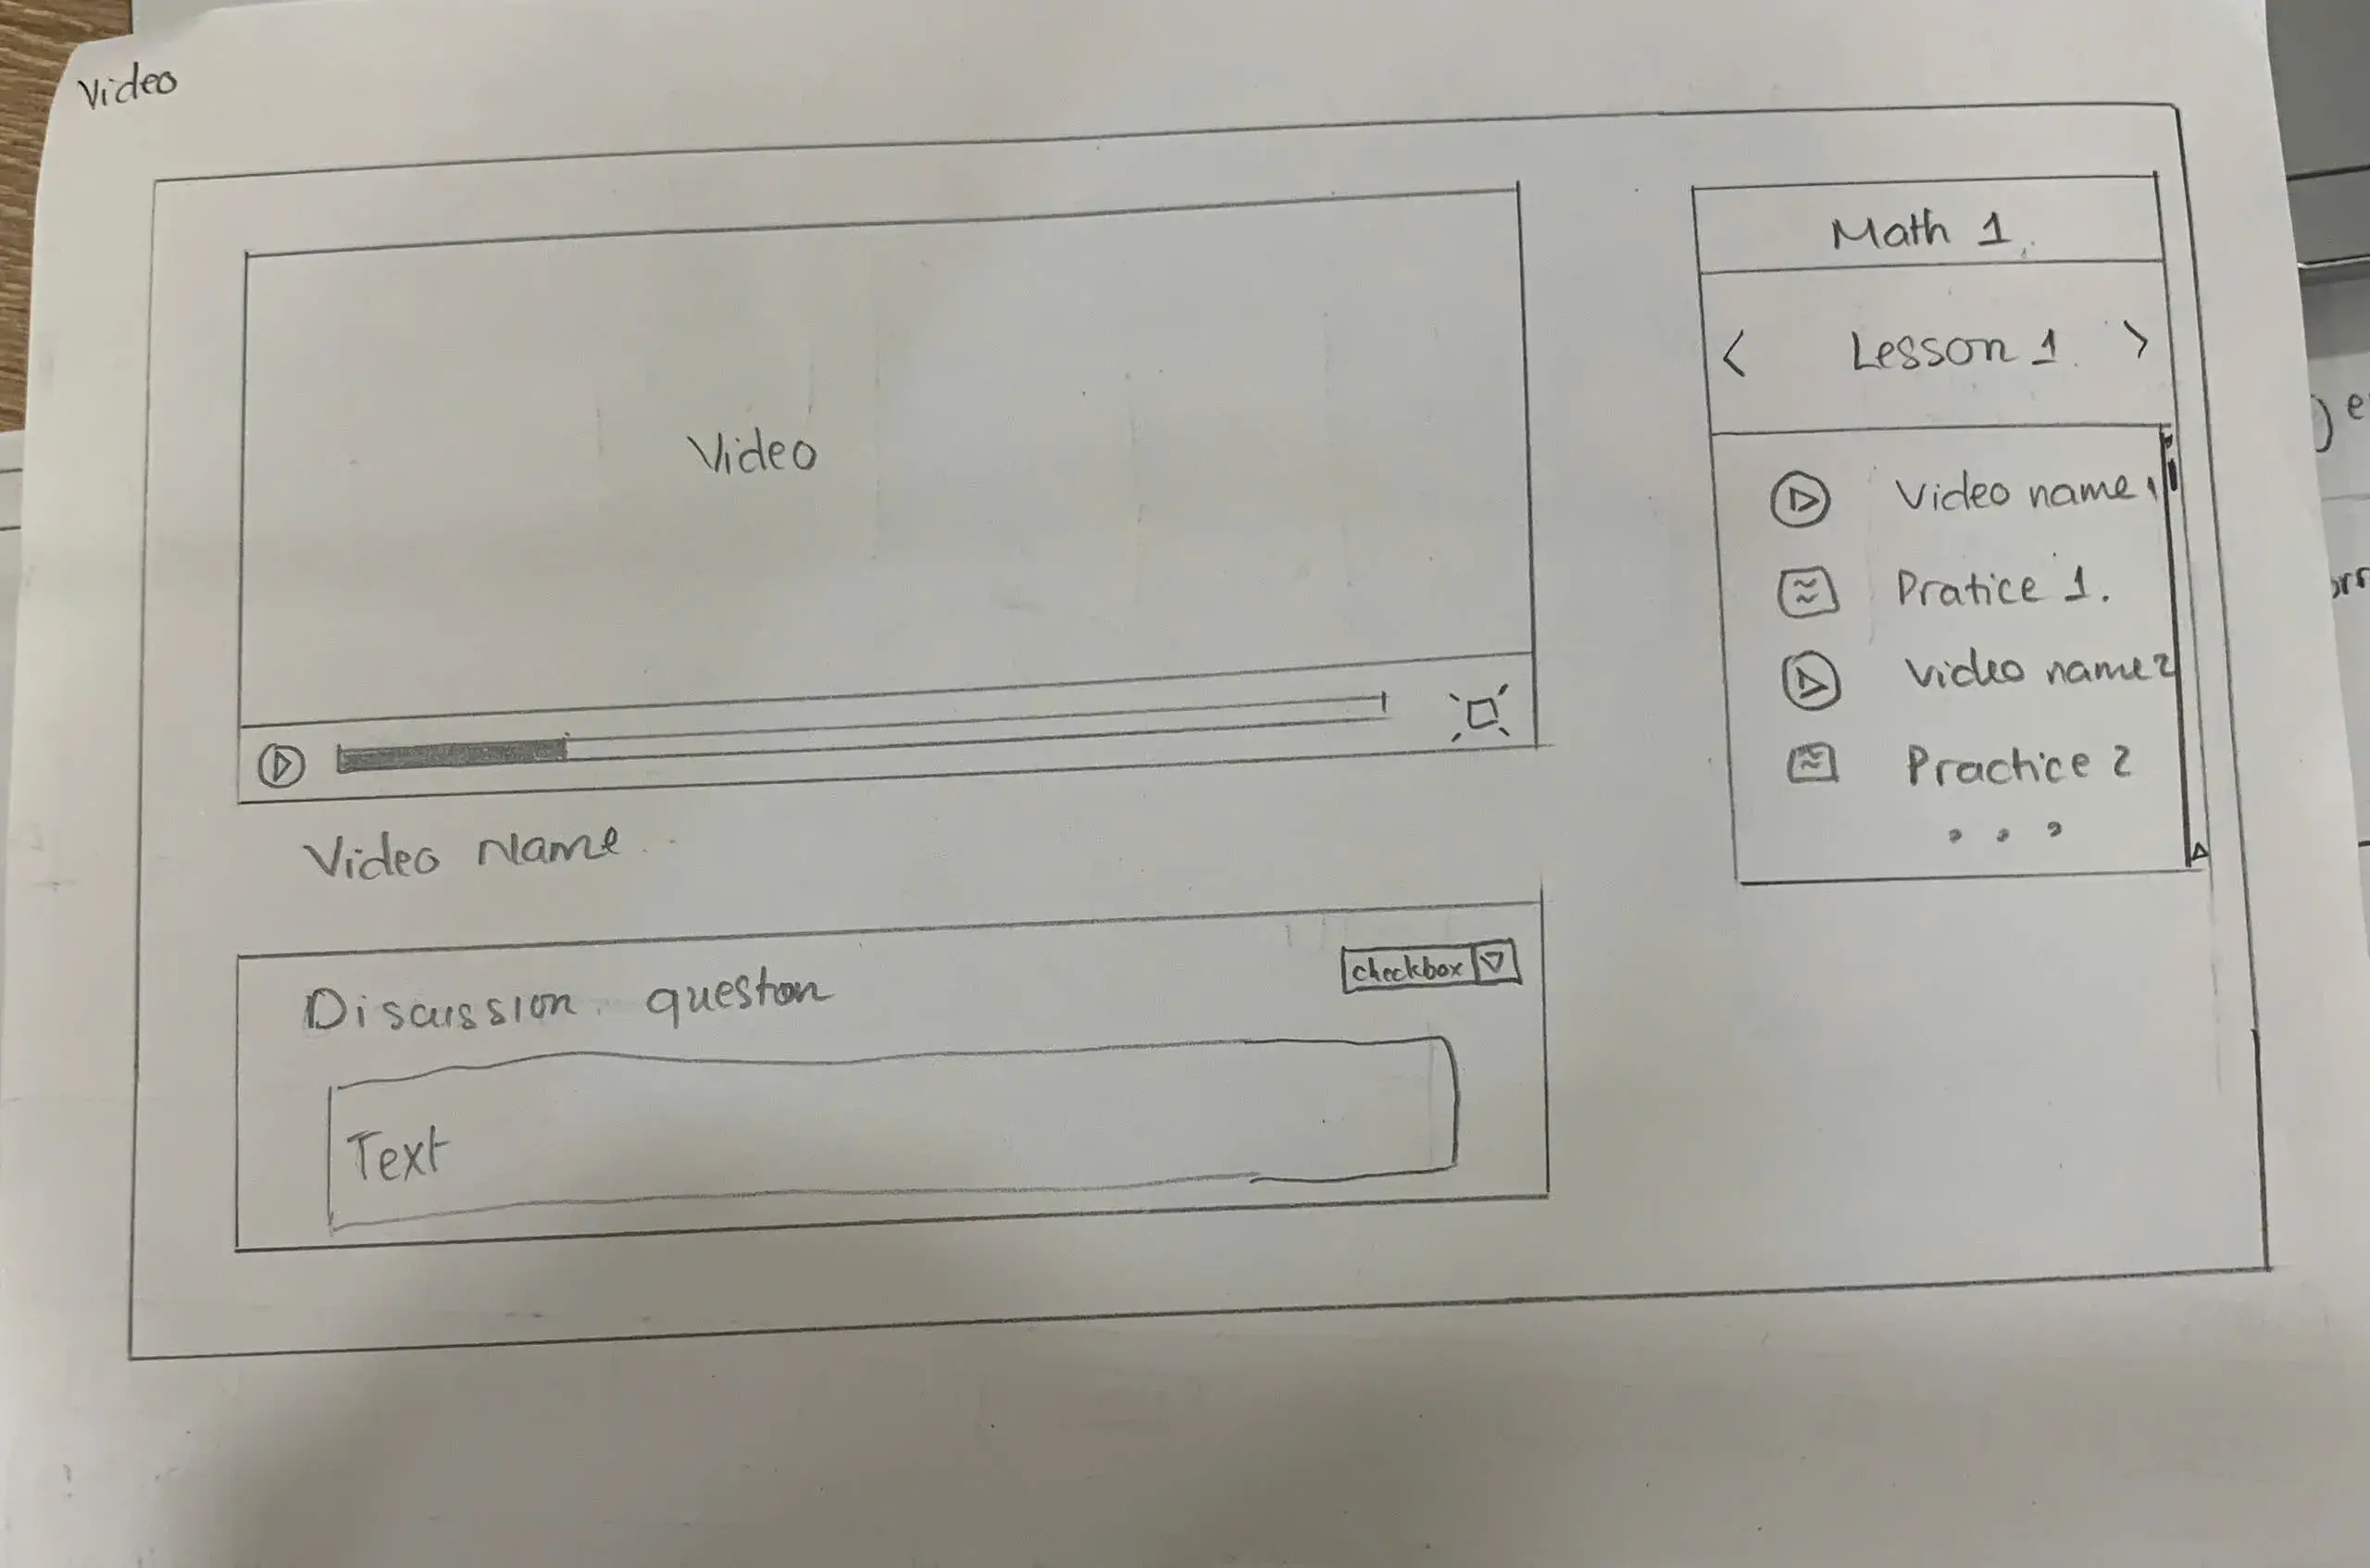 Video
Video
Video Name
Discussion queston
checkbox
Text
Math 1.
< Lesson 1. >
Video name 1
Pratice 1.
Video name 2
Practice 2
. . .